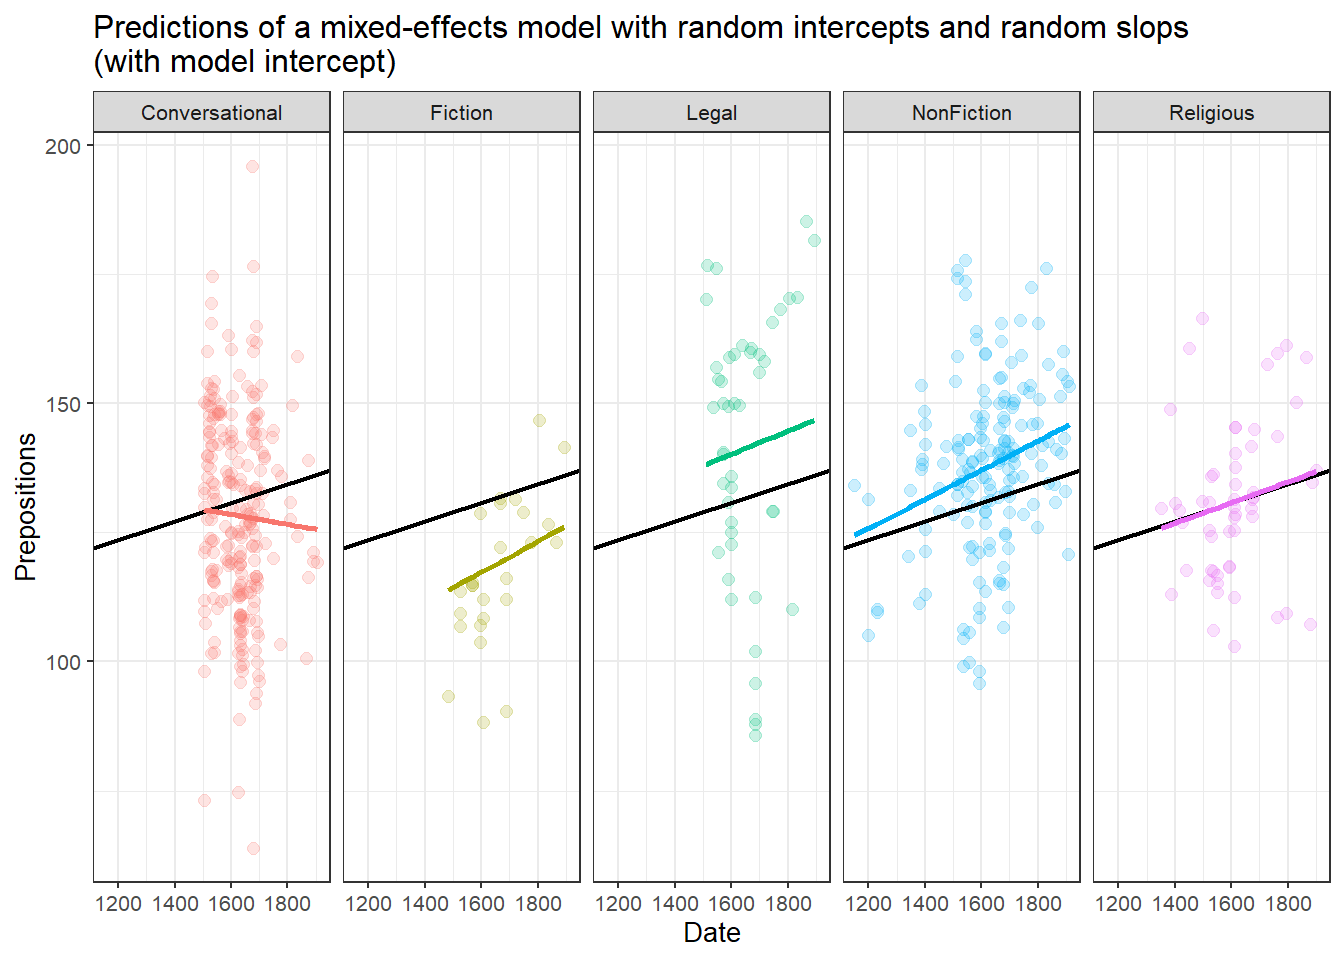 Predictions of a mixed-effects model with random intercepts and random slops
(with model intercept)
Conversational Fiction Legal NonFiction Religious
200
150
100
Prepositions
1200 1400 1600 1800 1200 1400 1600 1800 1200 1400 1600 1800 1200 1400 1600 1800 1200 1400 1600 1800
Date